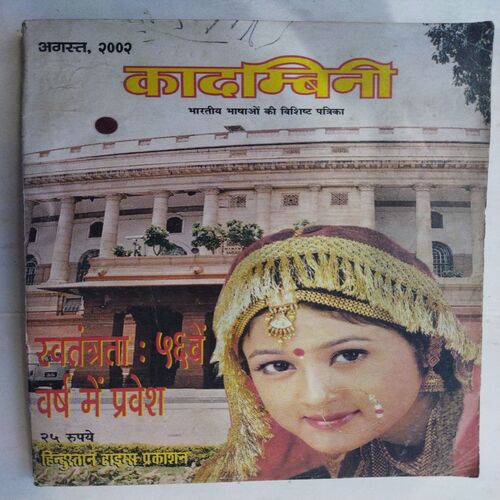 अगस्त, २००२
कादम्बिनी
भारतीय भाषाओं की विशिष्ट पत्रिका
स्वतंत्रता : ५६वें
वर्ष में प्रवेश
२५ रुपये
हिन्दुस्तान टाइम्स प्रकाशन